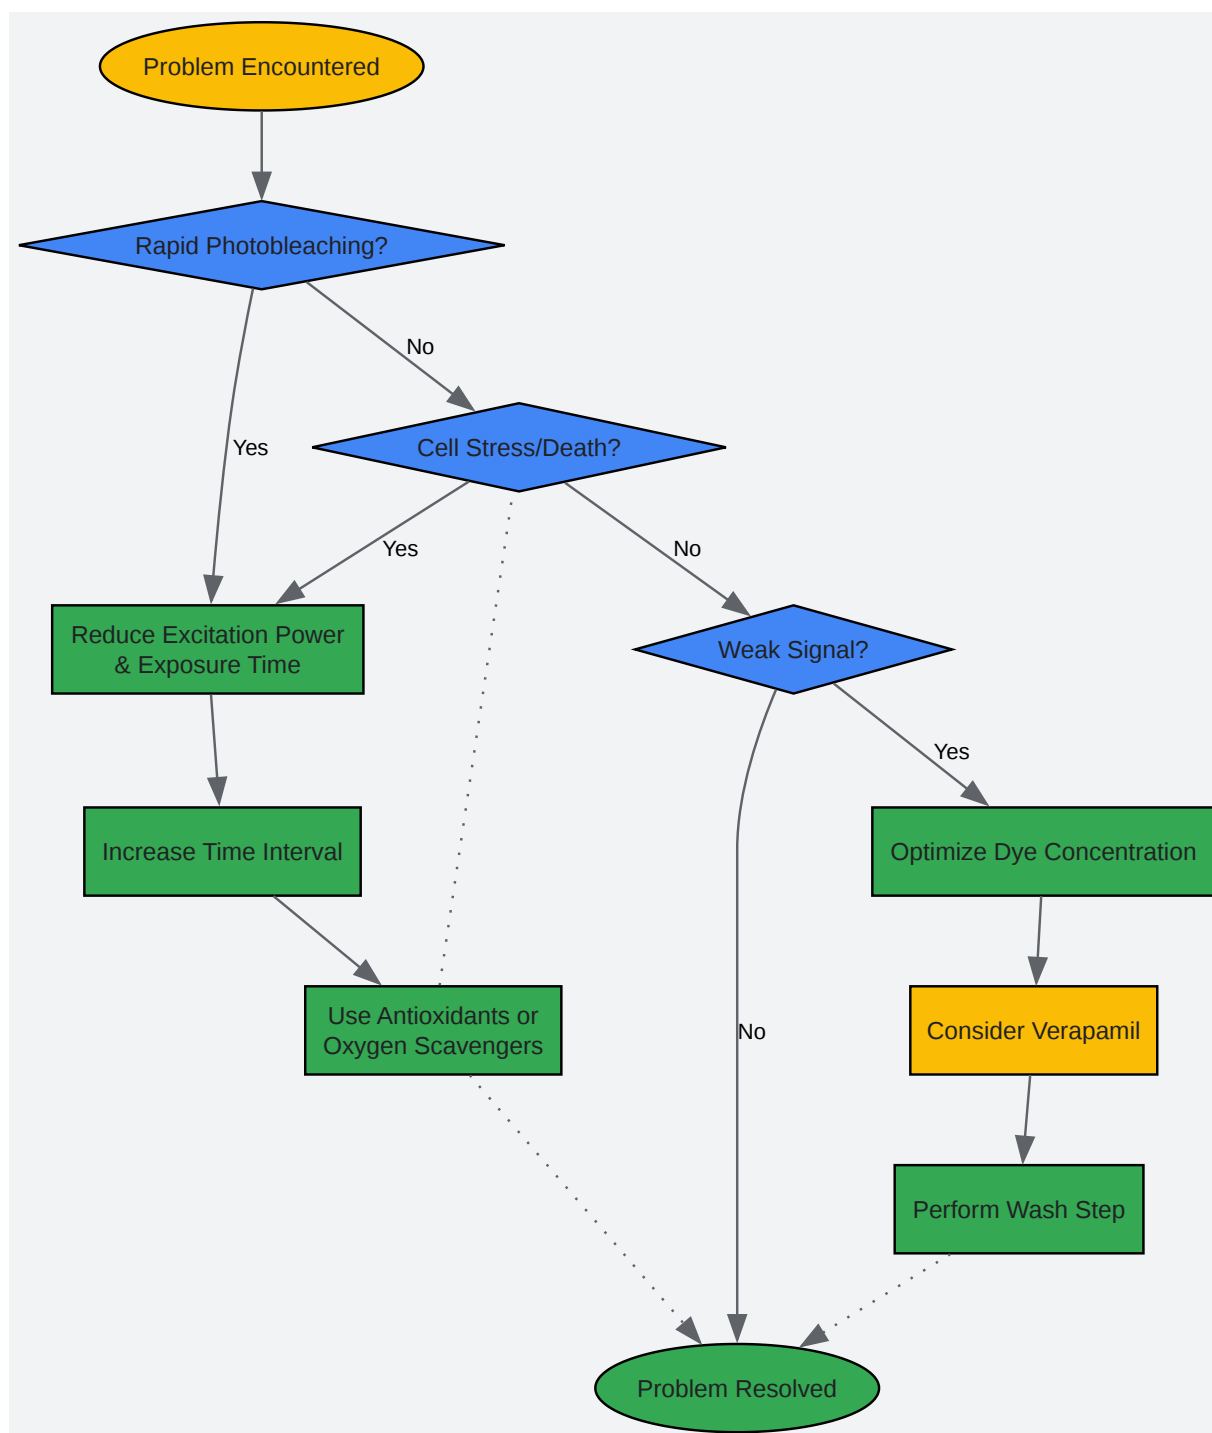 Problem Encountered
Rapid Photobleaching?
No
Yes
Cell Stress/Death?
Yes
No
Reduce Excitation Power
& Exposure Time
Weak Signal?
Yes
Increase Time Interval
Optimize Dye Concentration
Use Antioxidants or
Oxygen Scavengers
No
Consider Verapamil
Perform Wash Step
Problem Resolved